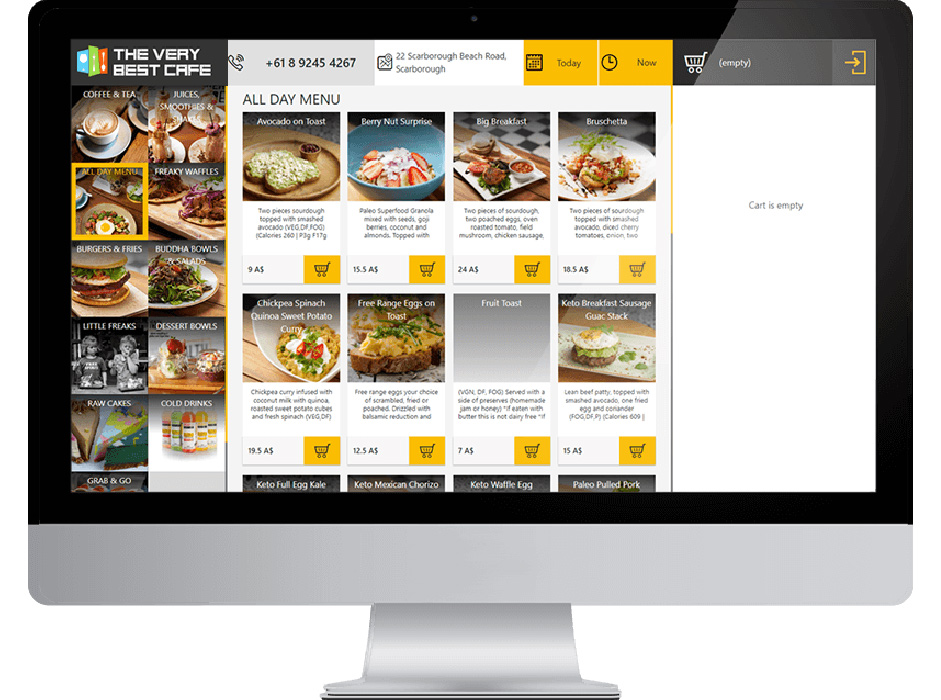 THE VERY
BEST CAFE
+61 8 9245 4267
22 Scarborough Beach Road,
Scarborough
Today
Now
(empty)
COFFEE & TEA
JUICES,
SMOOTHIES &
SHAKES
ALL DAY MENU
FREAKY WAFFLES
BURGERS & FRIES
BUDDHA BOWLS
& SALADS
LITTLE FREAKS
DESSERT BOWLS
RAW CAKES
COLD DRINKS
GRAB & GO
ALL DAY MENU
Avocado on Toast
Two pieces sourdough
topped with smashed
avocado (VEG,DF,FOG)
(Calories 260 | P3g F17g
9 A$
Berry Nut Surprise
Paleo Superfood Granola
mixed with seeds, goji
berries, coconut and
almonds. Topped with
15.5 A$
Big Breakfast
Two pieces of sourdough,
two poached eggs, oven
roasted tomato, field
mushroom, chicken sausage,
24 A$
Bruschetta
Two pieces of sourdough
topped with smashed
avocado, diced cherry
tomatoes, onion, two
18.5 A$
Chickpea Spinach
Quinoa Sweet Potato
Curry
Chickpea curry infused with
coconut milk with quinoa,
roasted sweet potato cubes
and fresh spinach (VEG,DF)
19.5 A$
Free Range Eggs on
Toast
Free range eggs your choice
of scrambled, fried or
poached. Drizzled with
balsamic reduction and
12.5 A$
Fruit Toast
(VGN, DF, FOG) Served with a
side of preserves (homemade
jam or honey) *if eaten with
butter this is not dairy free *if
7 A$
Keto Breakfast Sausage
Guac Stack
Lean beef patty, topped with
smashed avocado, one fried
egg and coriander
(FOG,DF,P) (Calories 609 |
15 A$
Keto Full Egg Kale
Keto Mexican Chorizo
Keto Waffle Egg
Paleo Pulled Pork
Cart is empty